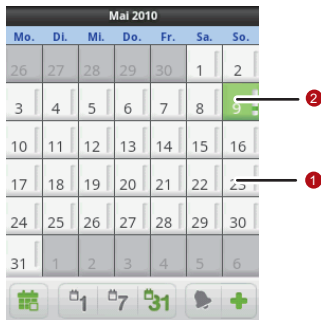 Mai 2010
Mo. Di. Mi. Do. Fr. Sa. So.
26 27 28 29 30 1 2
3 4 5 6 7 8 9 2
10 11 12 13 14 15 16
17 18 19 20 21 22 23 1
24 25 26 27 28 29 30
31 1 2 3 4 5 6
1 7 31